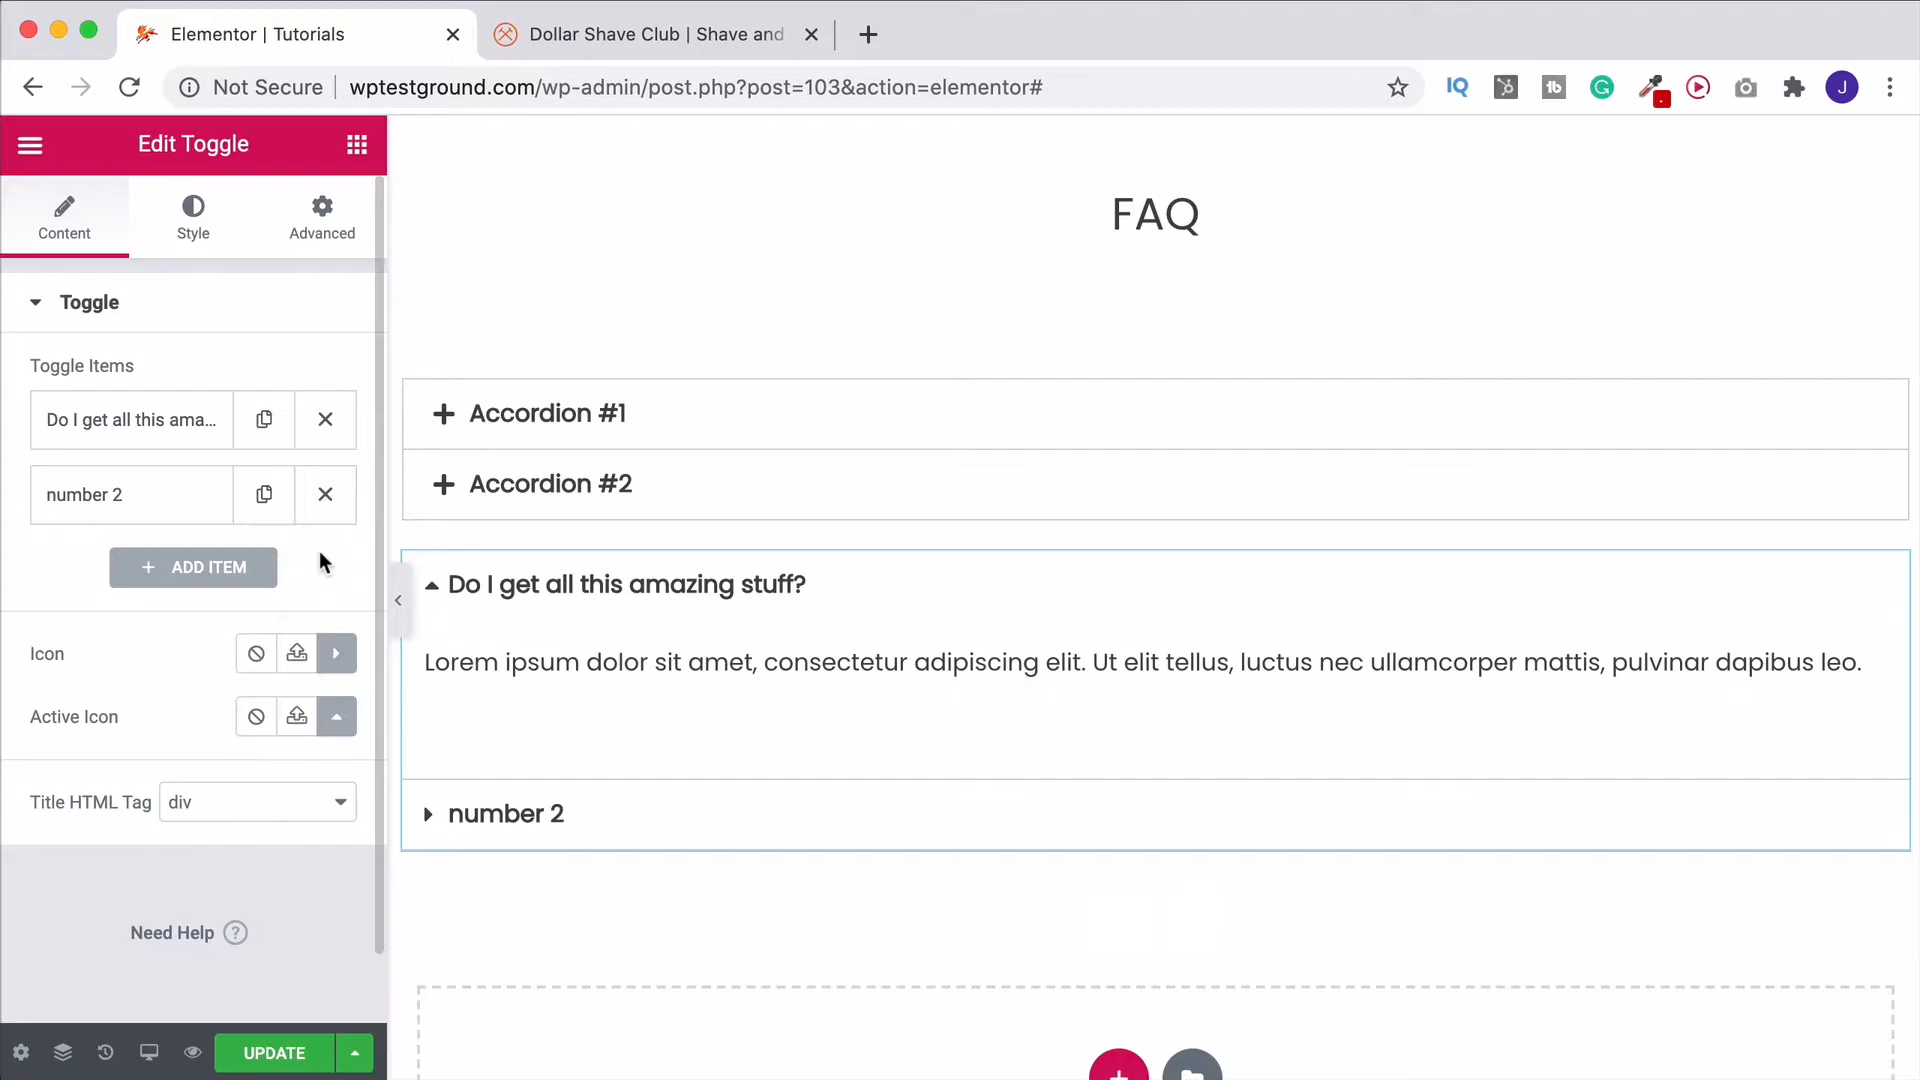 Elementor | Tutorials
Dollar Shave Club | Shave and
Not Secure
wptestground.com/wp-admin/post.php?post=103&action=elementor#
IQ
tb
J
Edit Toggle
Content
Style
Advanced
Toggle
Toggle Items
Do I get all this ama...
number 2
+ ADD ITEM
Icon
Active Icon
Title HTML Tag
div
Need Help ?
UPDATE
FAQ
Accordion #1
Accordion #2
Do I get all this amazing stuff?
Lorem ipsum dolor sit amet, consectetur adipiscing elit. Ut elit tellus, luctus nec ullamcorper mattis, pulvinar dapibus leo.
number 2